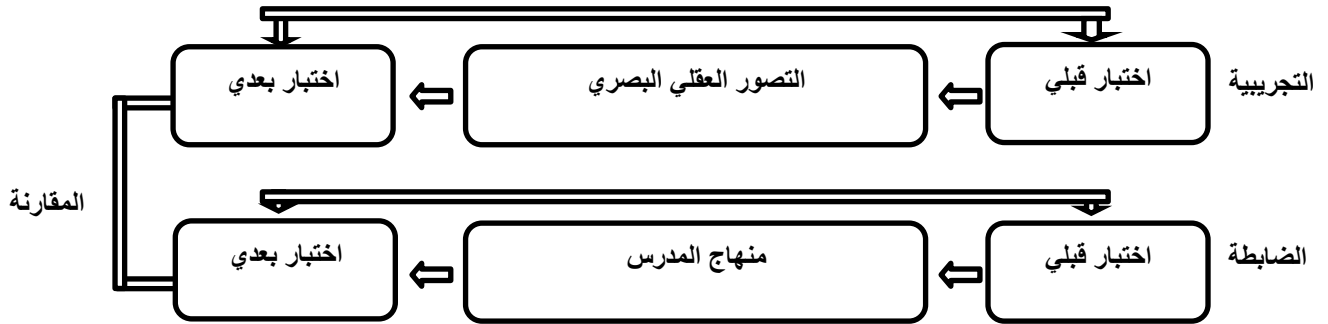 التجريبية
اختبار قبلي
التصور العقلي البصري
اختبار بعدي
المقارنة
الضابطة
اختبار قبلي
منهاج المدرس
اختبار بعدي